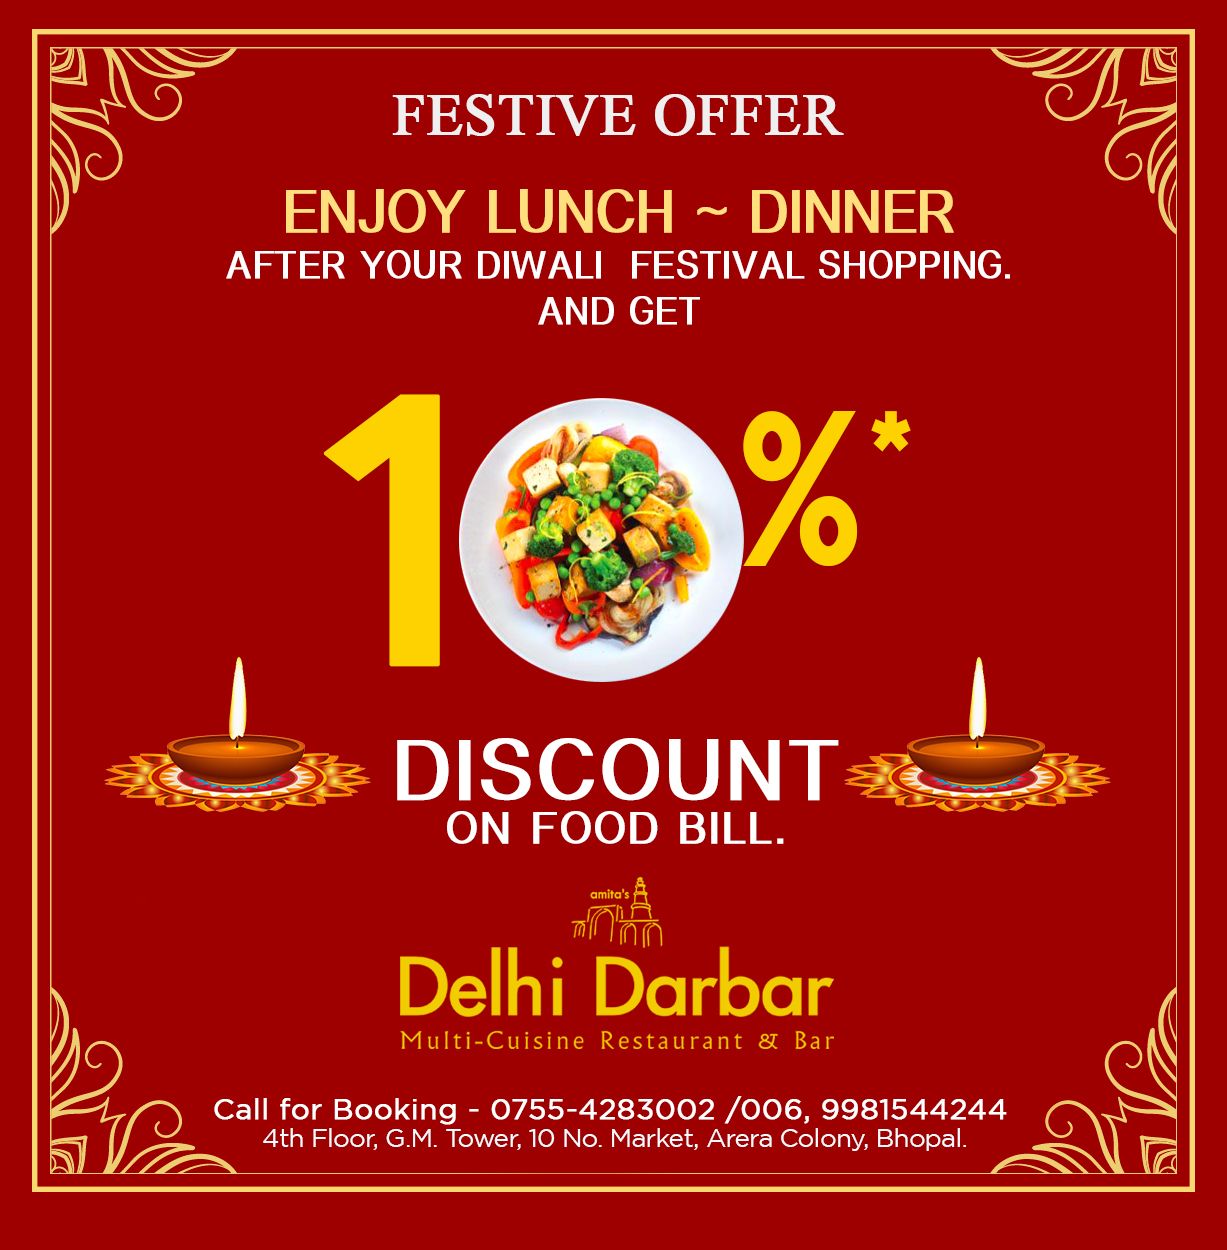 FESTIVE OFFER
ENJOY LUNCH ~ DINNER
AFTER YOUR DIWALI FESTIVAL SHOPPING.
AND GET
10%*
DISCOUNT
ON FOOD BILL.
amita's
Delhi Darbar
Multi-Cuisine Restaurant & Bar
Call for Booking - 0755-4283002 /006, 9981544244
4th Floor, G.M. Tower, 10 No. Market, Arera Colony, Bhopal.